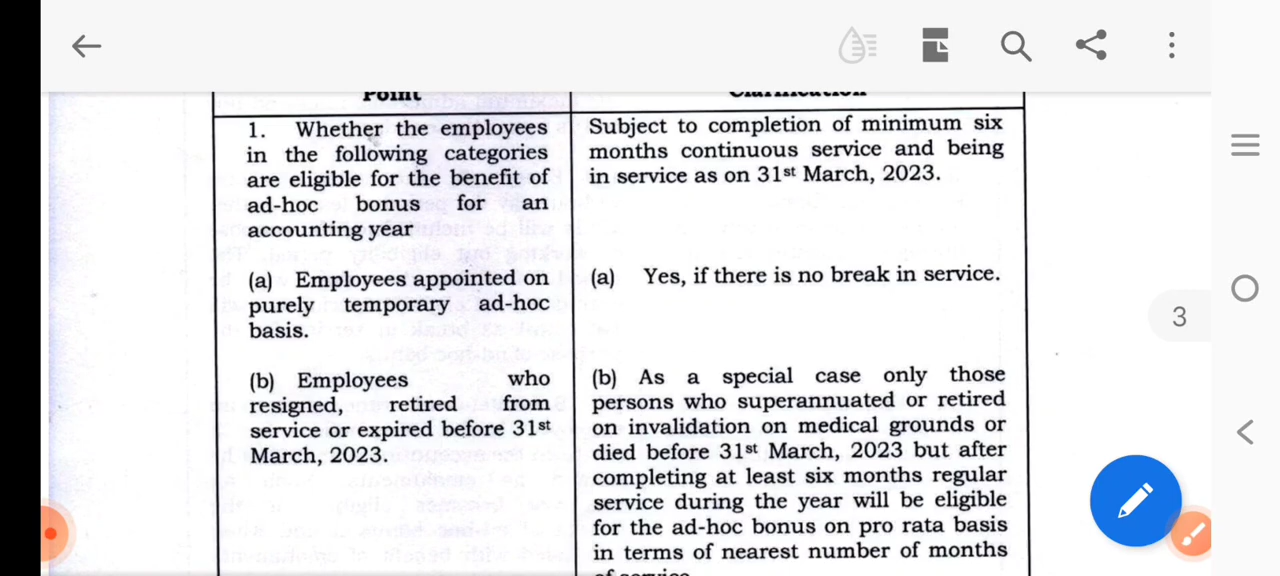 Point
Clarification
1. Whether the employees
in the following categories
are eligible for the benefit of
ad-hoc bonus for an
accounting year
Subject to completion of minimum six
months continuous service and being
in service as on 31st March, 2023.
(a) Employees appointed on
purely temporary ad-hoc
basis.
(a) Yes, if there is no break in service.
(b) Employees who
resigned, retired from
service or expired before 31st
March, 2023.
(b) As a special case only those
persons who superannuated or retired
on invalidation on medical grounds or
died before 31st March, 2023 but after
completing at least six months regular
service during the year will be eligible
for the ad-hoc bonus on pro rata basis
in terms of nearest number of months
of service
3